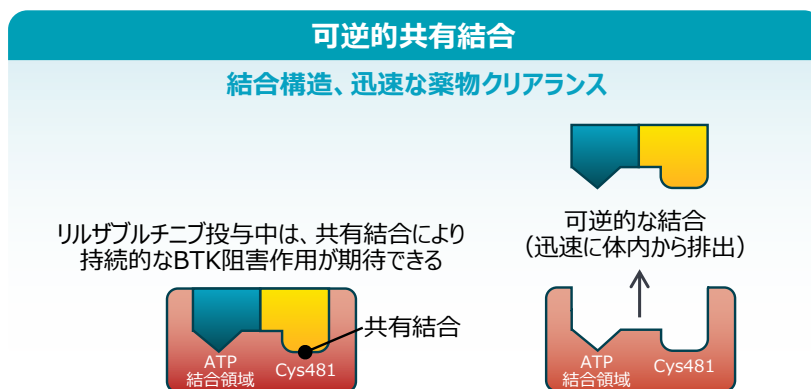 可逆的共有結合
結合構造、迅速な薬物クリアランス
リルザブルチニブ投与中は、共有結合により
持続的なBTK阻害作用が期待できる
共有結合
ATP
結合領域
Cys481
可逆的な結合
（迅速に体内から排出）
ATP
結合領域
Cys481